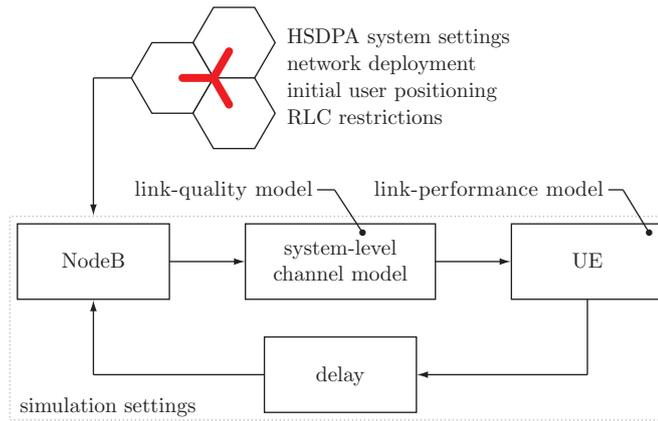 HSDPA system settings
network deployment
initial user positioning
RLC restrictions
link-quality model
link-performance model
NodeB
system-level
channel model
UE
delay
simulation settings